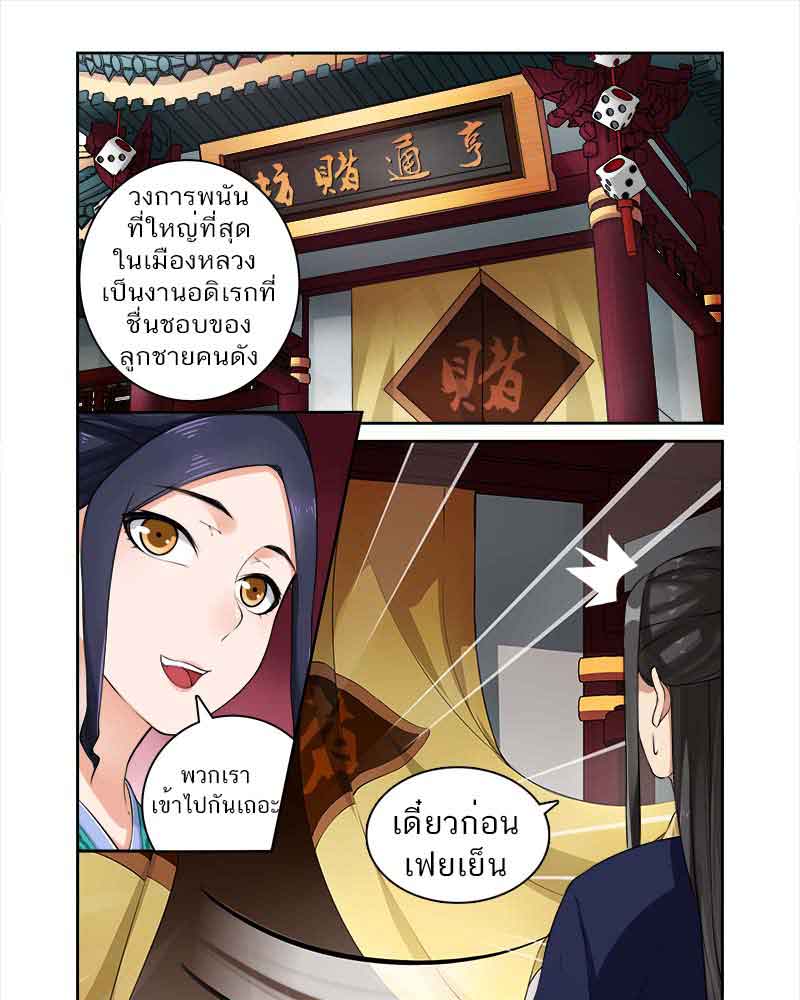 亨通賭坊
วงการพนัน
ที่ใหญ่ที่สุด
ในเมืองหลวง
เป็นงานอดิเรกที่
ชื่นชอบของ
ลูกชายคนดัง
賭
พวกเรา
เข้าไปกันเถอะ
เดี๋ยวก่อน
เฟยเย็น